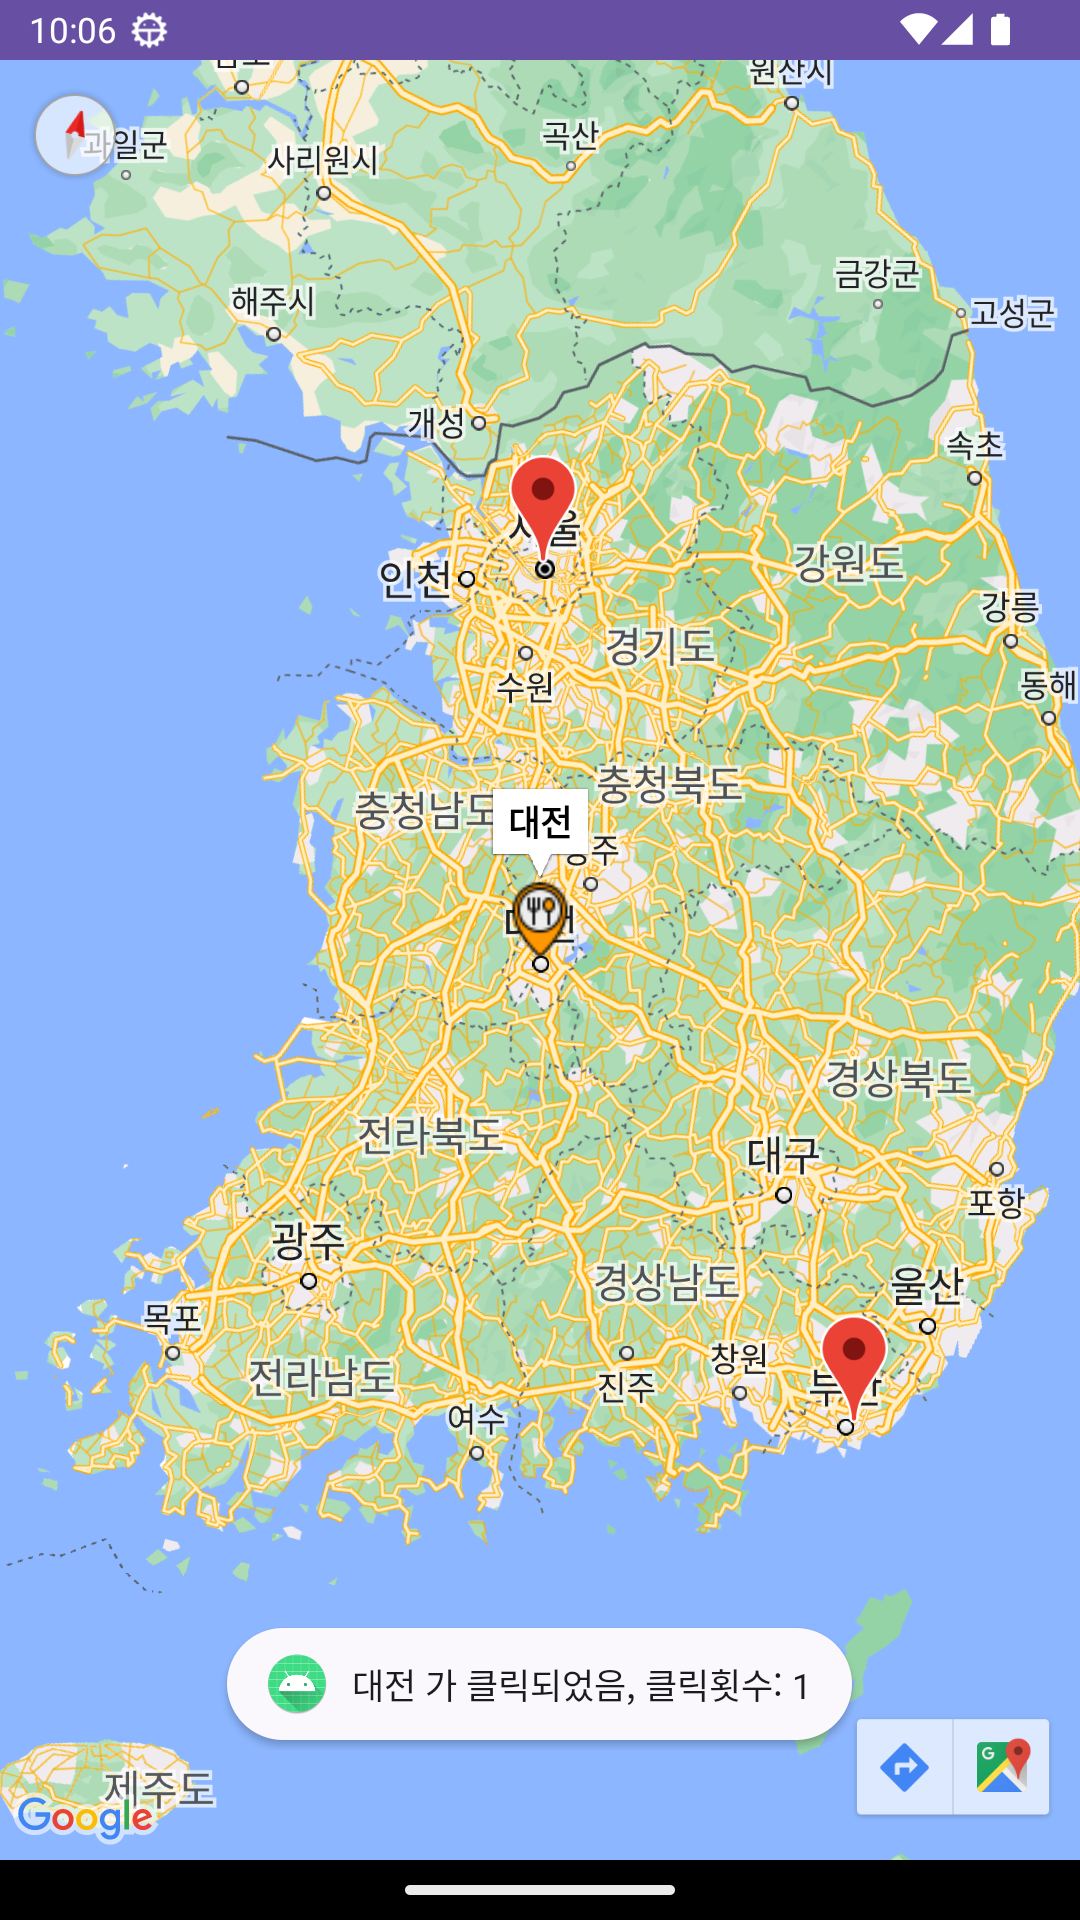 10:06
원산시
과일군
곡산
사리원시
금강군
해주시
고성군
개성
속초
서울
강원도
인천
강릉
경기도
수원
동해
충청북도
충청남도
대전
경상북도
전라북도
대구
포항
광주
경상남도
울산
목포
창원
전라남도
진주
부산
여수
대전 가 클릭되었음, 클릭횟수: 1
G
제주도
Google